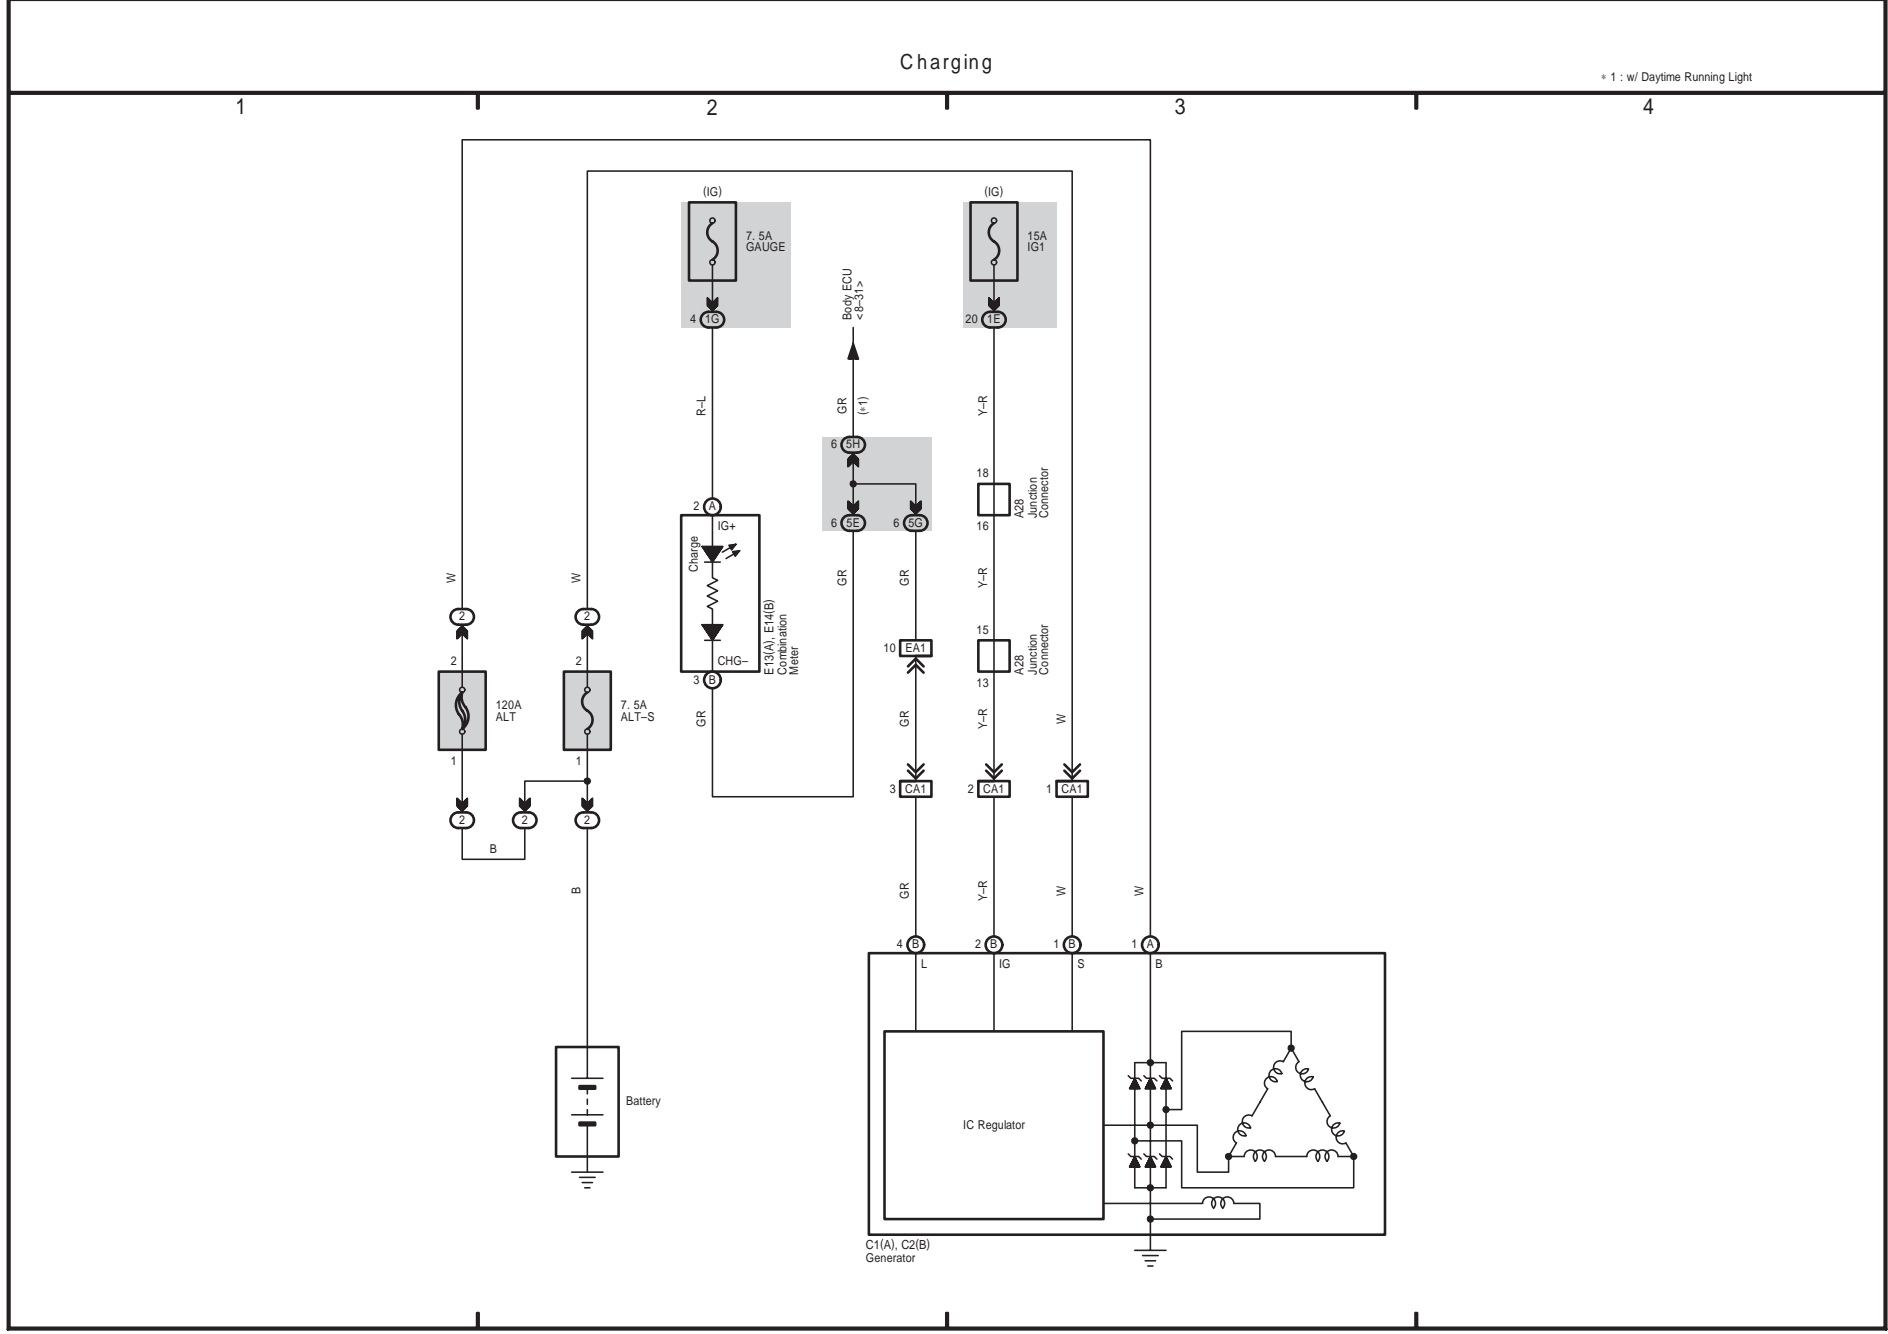 Charging
∗ 1 : w/ Daytime Running Light
1
2
3
4
(IG)
(IG)
7. 5A
GAUGE
15A
IG1
Body ECU
<8–31>
4 1G
20 1E
R–L
GR
(∗1)
Y–R
6 5H
18
A28
Junction
Connector
2 A
6 5E
6 5G
16
IG+
Charge
W
W
GR
GR
Y–R
2
2
E13(A), E14(B)
Combination
Meter
10 EA1
15
A28
Junction
Connector
2
2
CHG–
3 B
13
120A
ALT
7. 5A
ALT–S
GR
GR
Y–R
W
1
1
3 CA1
2 CA1
1 CA1
2
2
2
B
B
GR
Y–R
W
W
4 B
2 B
1 B
1 A
L
IG
S
B
Battery
IC Regulator
C1(A), C2(B)
Generator